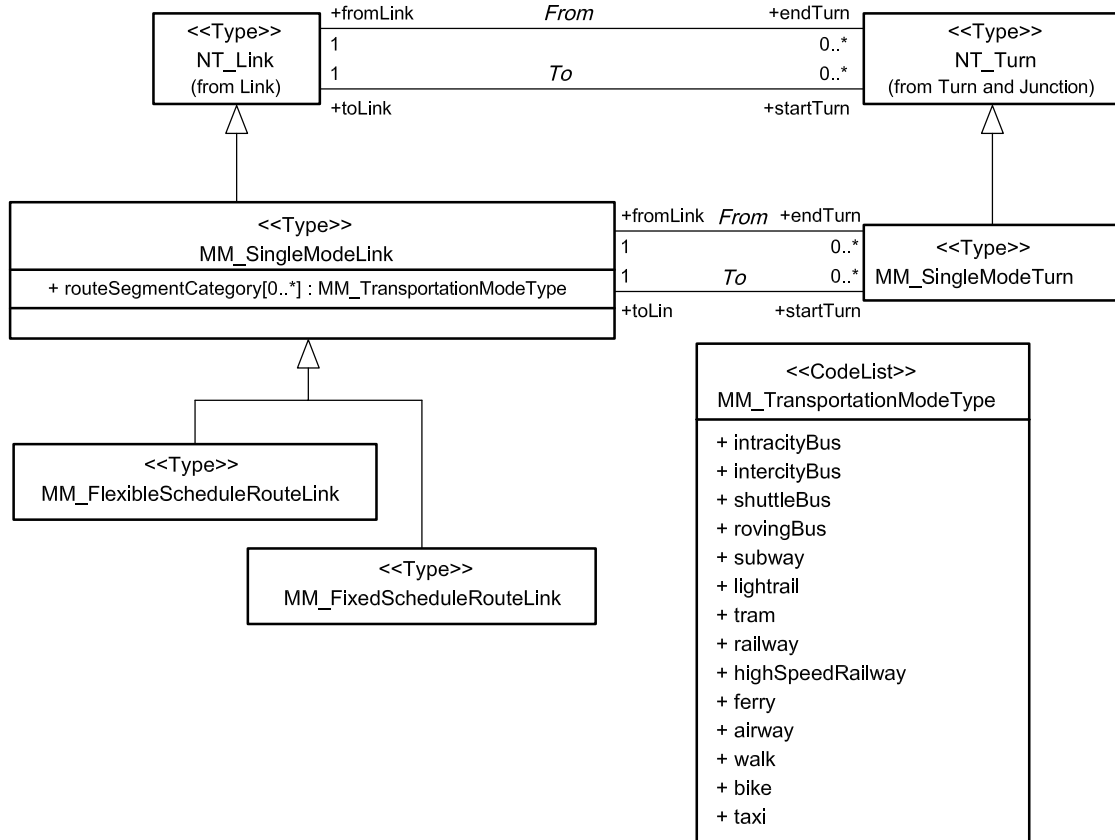 +fromLink From +endTurn
<<Type>>
NT_Link
(from Link)
1 0..*
1 To 0..*
+toLink +startTurn
<<Type>>
NT_Turn
(from Turn and Junction)
<<Type>>
MM_SingleModeLink
+ routeSegmentCategory[0..*] : MM_TransportationModeType
+fromLink From +endTurn
1 0..*
1 To 0..*
+toLin +startTurn
<<Type>>
MM_SingleModeTurn
<<Type>>
MM_FlexibleScheduleRouteLink
<<Type>>
MM_FixedScheduleRouteLink
<<CodeList>>
MM_TransportationModeType
+ intracityBus
+ intercityBus
+ shuttleBus
+ rovingBus
+ subway
+ lightrail
+ tram
+ railway
+ highSpeedRailway
+ ferry
+ airway
+ walk
+ bike
+ taxi